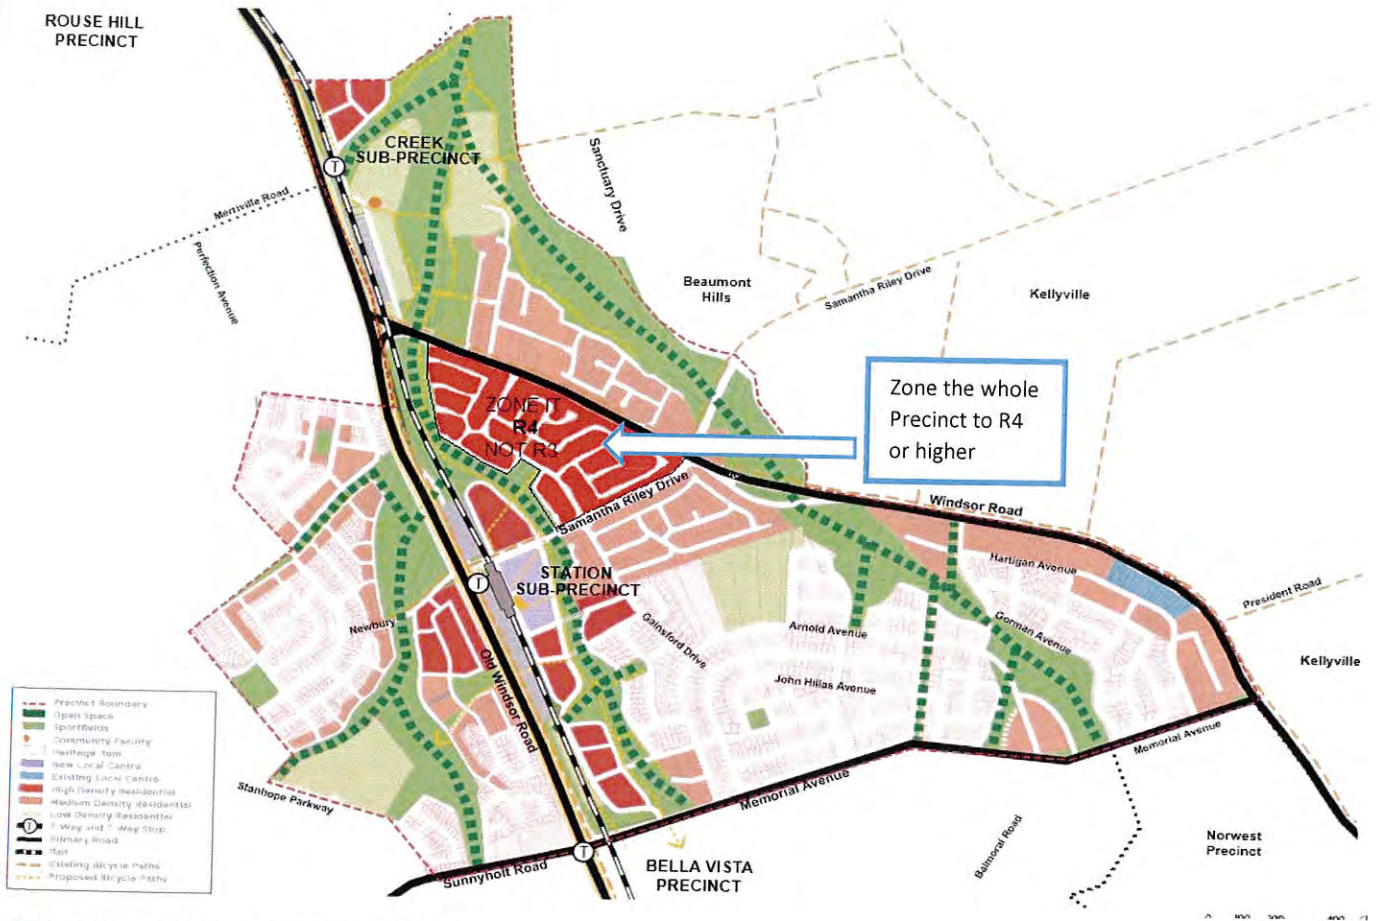 ROUSE HILL
PRECINCT
CREEK
SUB-PRECINCT
T
Merriville Road
Perfection Avenue
Sanctuary Drive
Beaumont
Hills
Samantha Riley Drive
Kellyville
Zone the whole
Precinct to R4
or higher
ZONE IT
R4
NOT R3
Samantha Riley Drive
Windsor Road
Hartigan Avenue
President Road
STATION
SUB-PRECINCT
T
Newbury
Gainsford Drive
Arnold Avenue
Gorman Avenue
Kellyville
John Hillas Avenue
Old Windsor Road
Precinct Boundary
Open Space
Sportfields
Community Facility
Heritage Item
New Local Centre
Existing Local Centre
High Density Residential
Medium Density Residential
Low Density Residential
T T-Way and T-Way Stop
Primary Road
Rail
Existing Bicycle Paths
Proposed Bicycle Paths
Stanhope Parkway
Memorial Avenue
Memorial Avenue
Balmoral Road
Norwest
Precinct
T
Sunnyholt Road
BELLA VISTA
PRECINCT